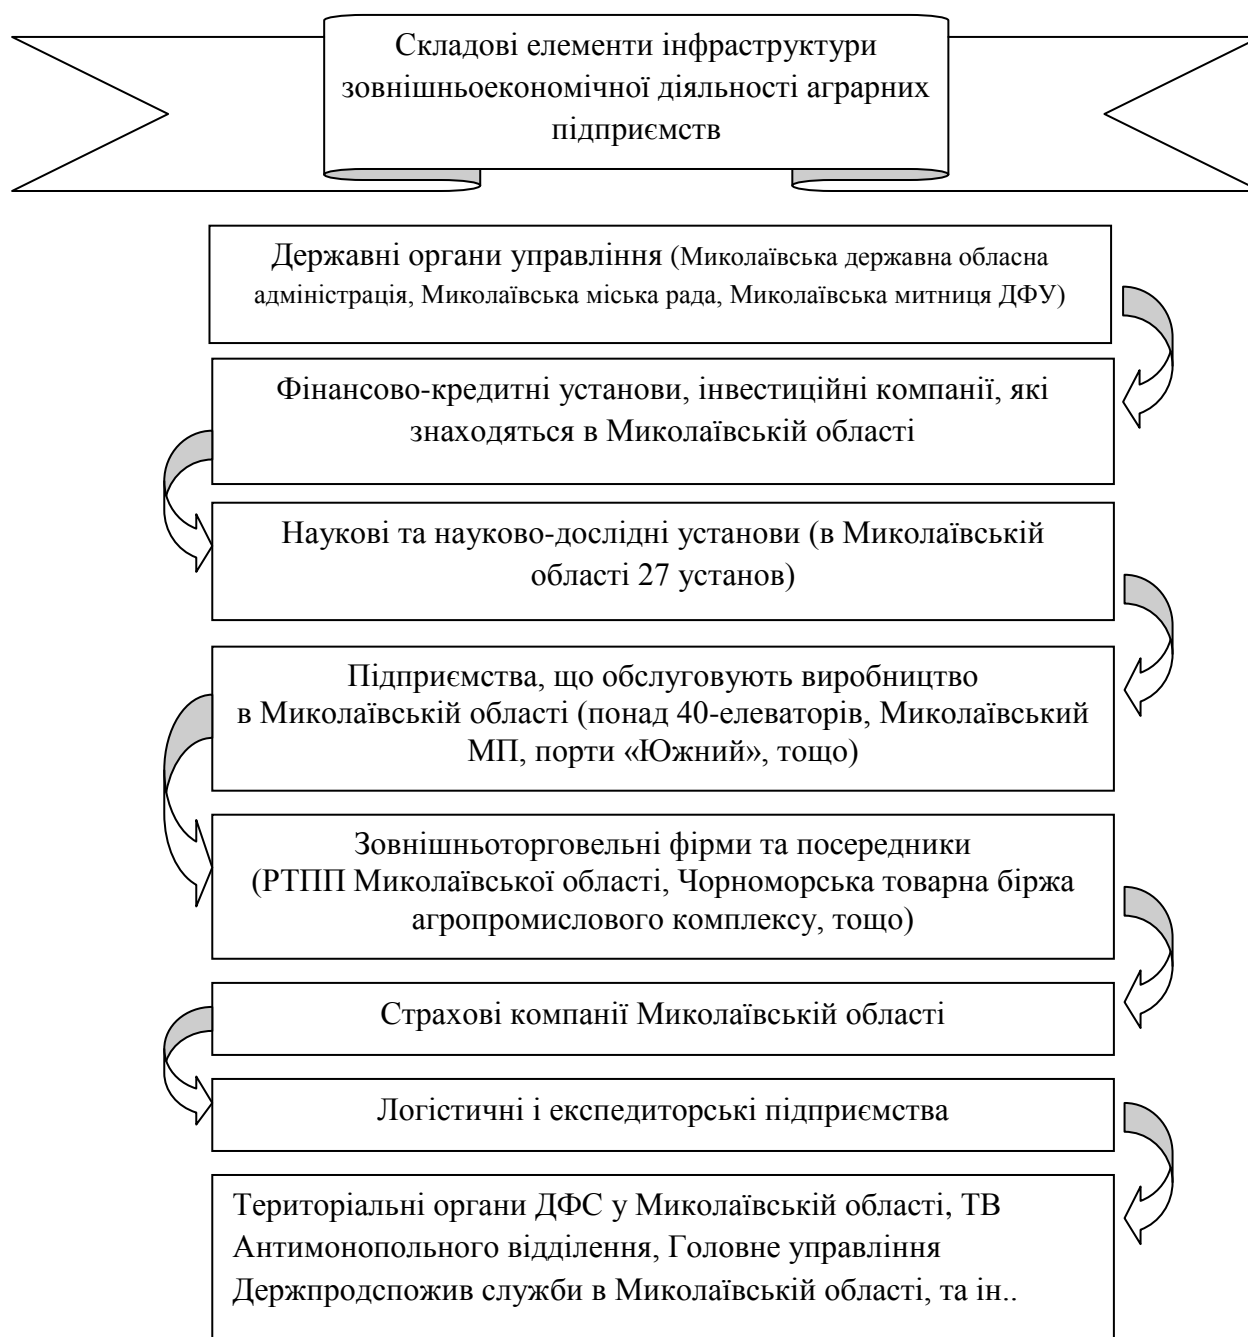 Складові елементи інфраструктури
зовнішньоекономічної діяльності аграрних
підприємств
Державні органи управління (Миколаївська державна обласна
адміністрація, Миколаївська міська рада, Миколаївська митниця ДФУ)
Фінансово-кредитні установи, інвестиційні компанії, які
знаходяться в Миколаївській області
Наукові та науково-дослідні установи (в Миколаївській
області 27 установ)
Підприємства, що обслуговують виробництво
в Миколаївській області (понад 40-елеваторів, Миколаївський
МП, порти «Южний», тощо)
Зовнішньоторговельні фірми та посередники
(РТПП Миколаївської області, Чорноморська товарна біржа
агропромислового комплексу, тощо)
Страхові компанії Миколаївській області
Логістичні і експедиторські підприємства
Територіальні органи ДФС у Миколаївській області, ТВ
Антимонопольного відділення, Головне управління
Держпродспожив служби в Миколаївській області, та ін..